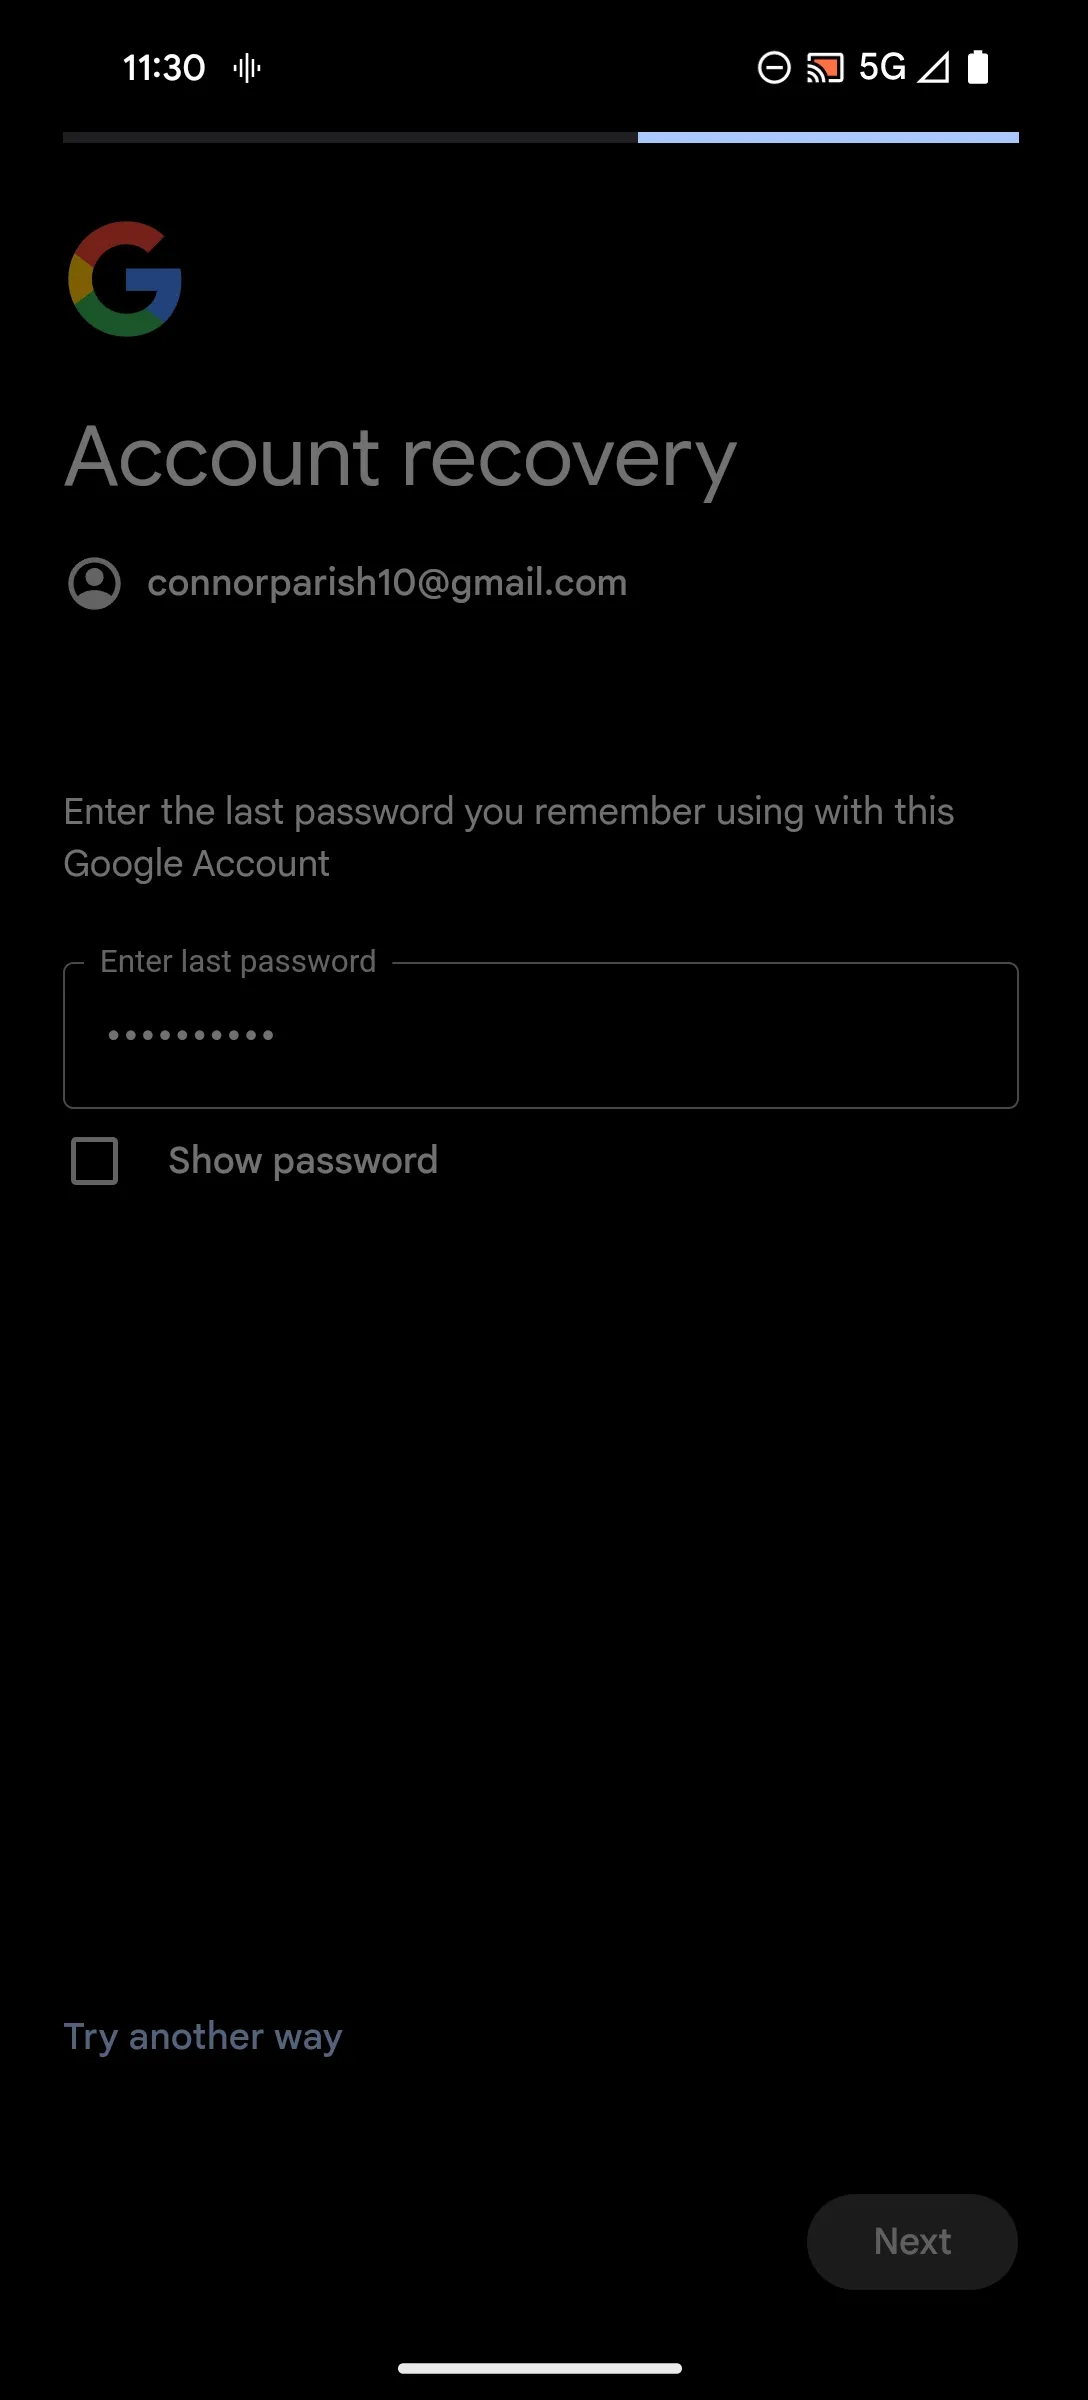 11:30
5G
Account recovery
connorparish10@gmail.com
Enter the last password you remember using with this
Google Account
Enter last password
••••••••••
Show password
Try another way
Next